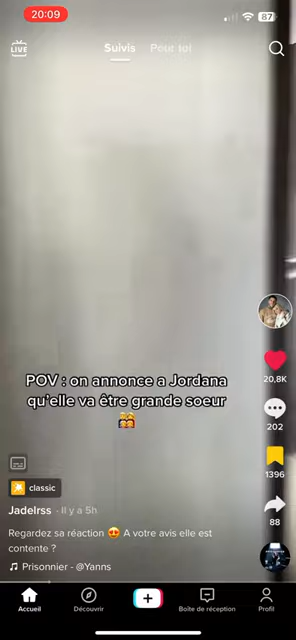 20:09
87
LIVE
Suivis
Pour toi
POV : on annonce a Jordana
qu'elle va être grande soeur
20,8K
202
1396
88
classic
Jadelrss · Il y a 5h
Regardez sa réaction 😍 A votre avis elle est
contente ?
Prisonnier - @Yanns
Accueil
Découvrir
Boîte de réception
Profil